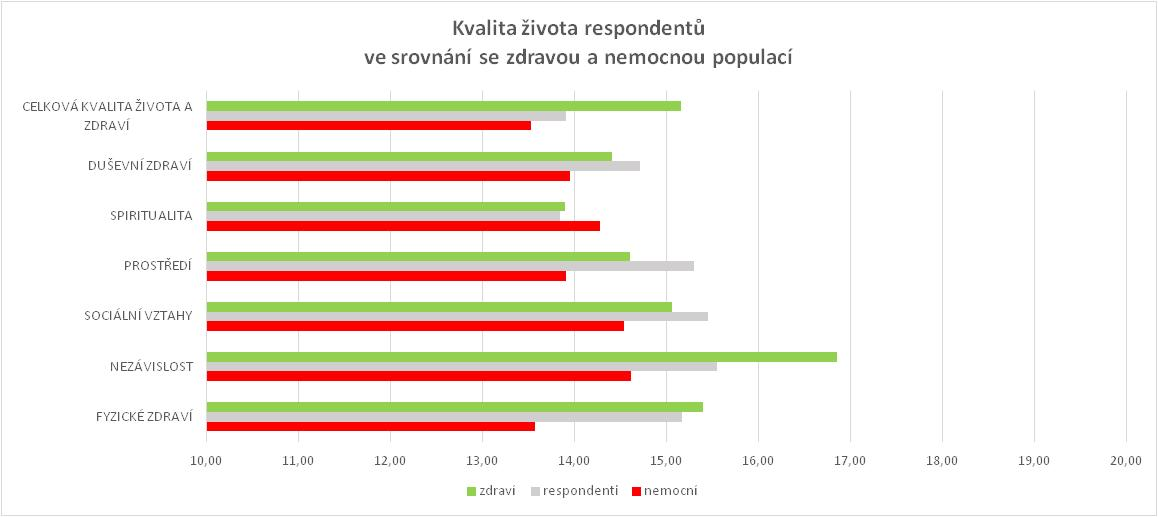 Kvalita života respondentů
ve srovnání se zdravou a nemocnou populací
CELKOVÁ KVALITA ŽIVOTA A
ZDRAVÍ
DUŠEVNÍ ZDRAVÍ
SPIRITUALITA
PROSTŘEDÍ
SOCIÁLNÍ VZTAHY
NEZÁVISLOST
FYZICKÉ ZDRAVÍ
10,00 11,00 12,00 13,00 14,00 15,00 16,00 17,00 18,00 19,00 20,00
zdraví respondenti nemocní